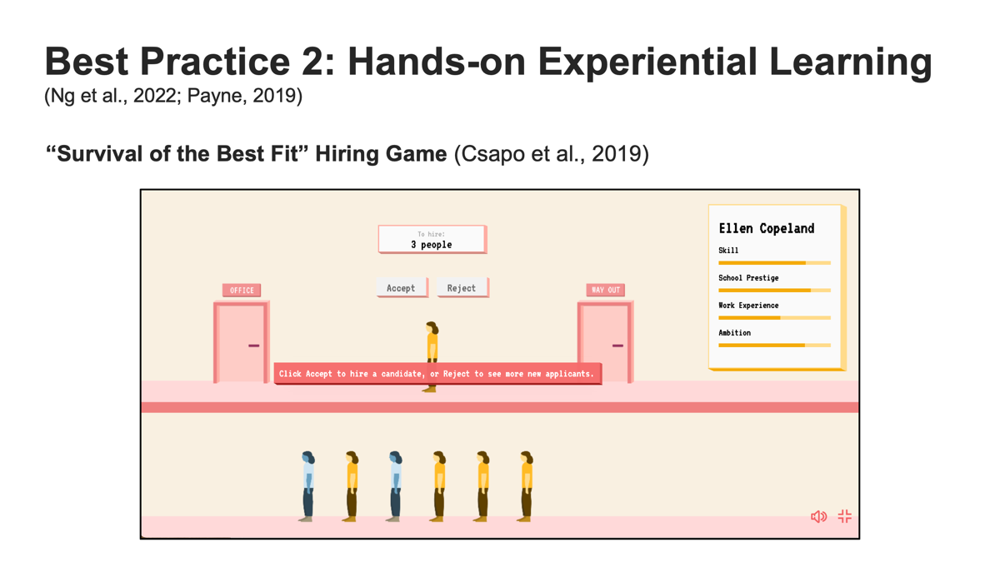 Best Practice 2: Hands-on Experiential Learning
(Ng et al., 2022; Payne, 2019)
“Survival of the Best Fit” Hiring Game (Csapo et al., 2019)
To hire:
3 people
Accept
Reject
OFFICE
WAY OUT
Click Accept to hire a candidate, or Reject to see more new applicants.
Ellen Copeland
Skill
School Prestige
Work Experience
Ambition